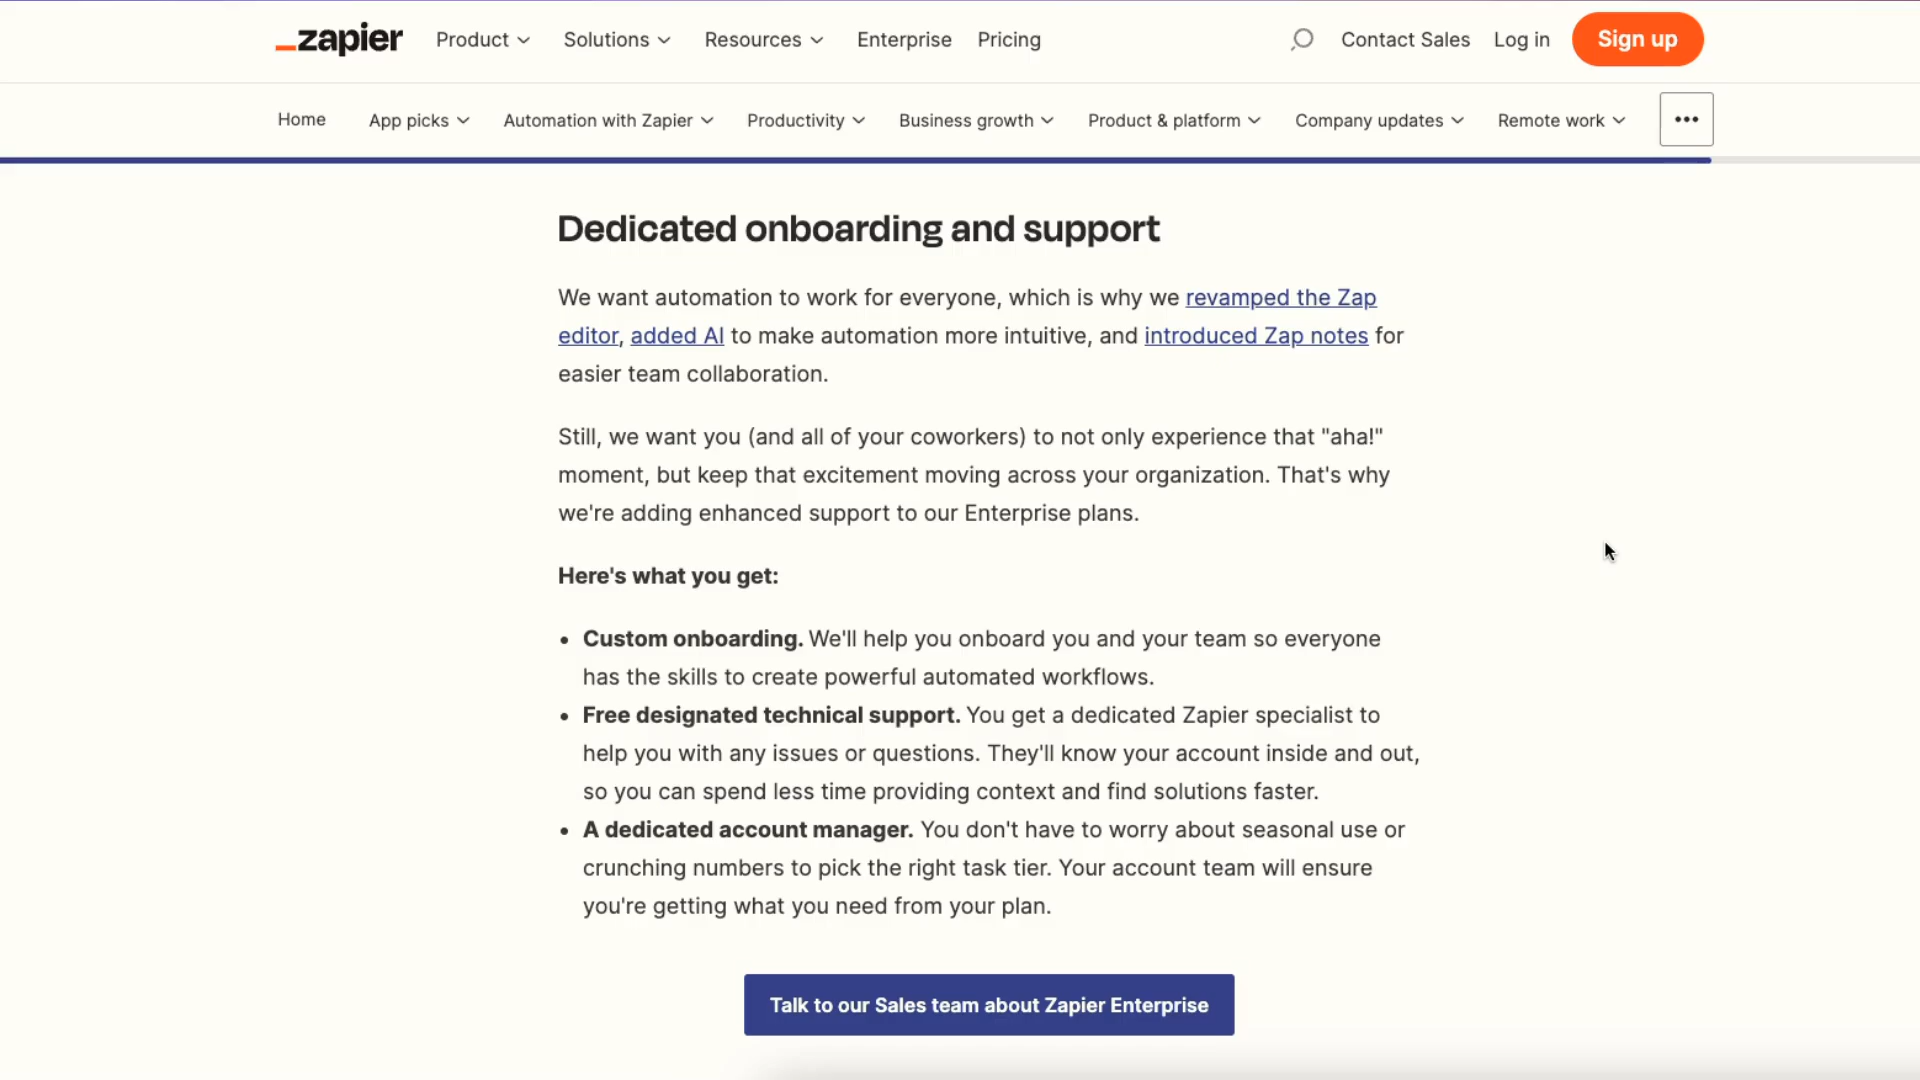 zapier Product Solutions Resources Enterprise Pricing Contact Sales Log in Sign up
Home App picks Automation with Zapier Productivity Business growth Product & platform Company updates Remote work •••
Dedicated onboarding and support
We want automation to work for everyone, which is why we revamped the Zap
editor, added AI to make automation more intuitive, and introduced Zap notes for
easier team collaboration.
Still, we want you (and all of your coworkers) to not only experience that "aha!"
moment, but keep that excitement moving across your organization. That's why
we're adding enhanced support to our Enterprise plans.
Here's what you get:
• Custom onboarding. We'll help you onboard you and your team so everyone
has the skills to create powerful automated workflows.
• Free designated technical support. You get a dedicated Zapier specialist to
help you with any issues or questions. They'll know your account inside and out,
so you can spend less time providing context and find solutions faster.
• A dedicated account manager. You don't have to worry about seasonal use or
crunching numbers to pick the right task tier. Your account team will ensure
you're getting what you need from your plan.
Talk to our Sales team about Zapier Enterprise